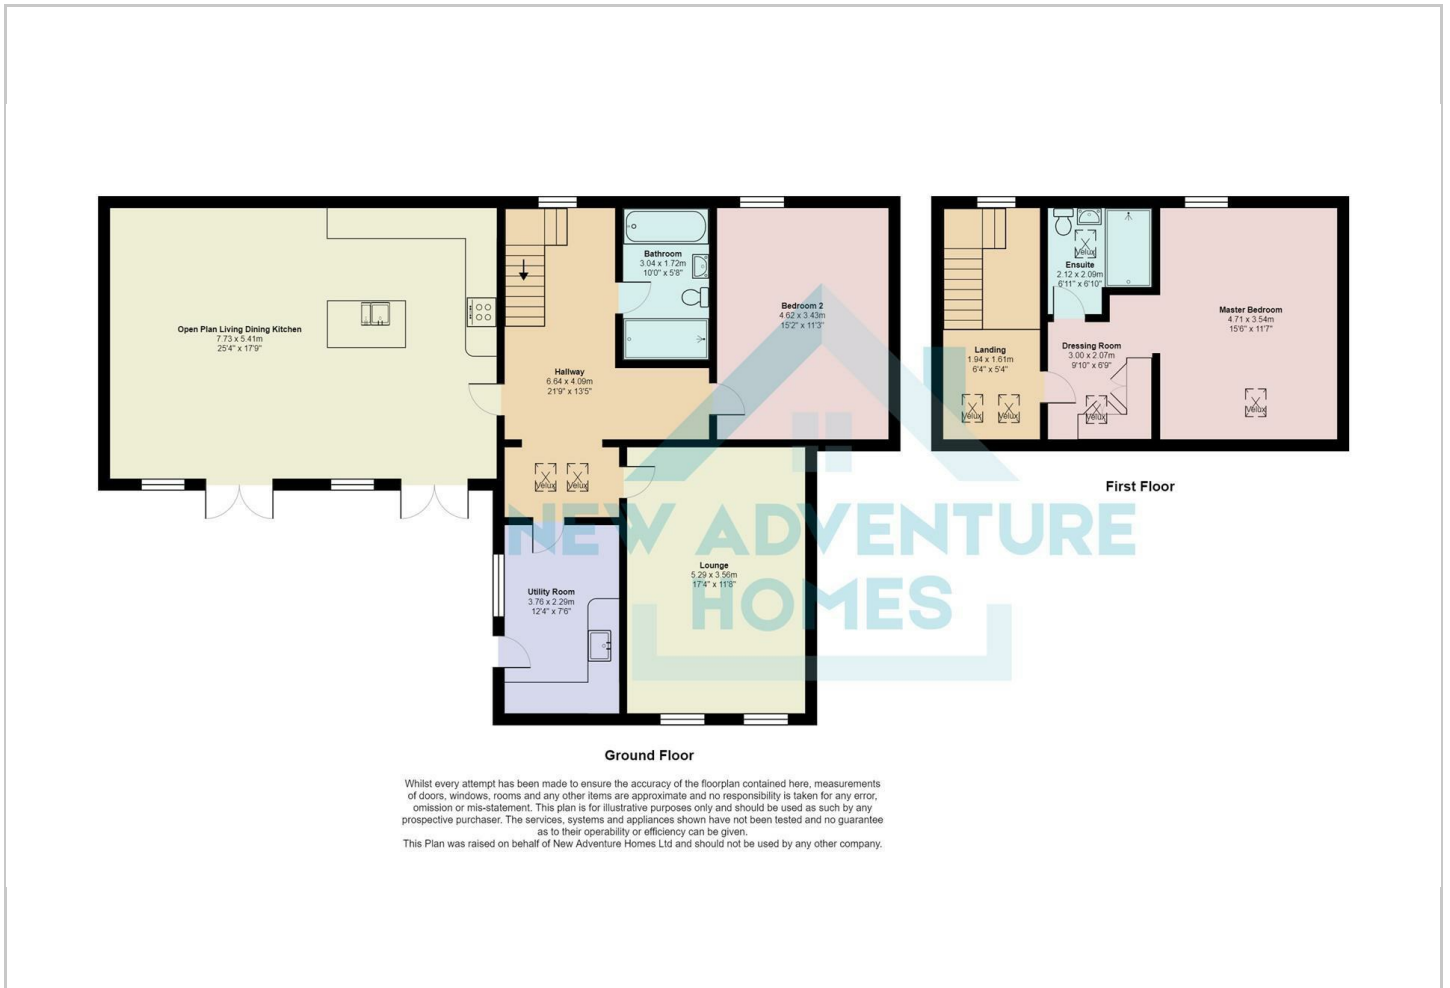 Open Plan Living Dining Kitchen
7.73 x 5.41m
25'4" x 17'9"
Hallway
6.64 x 4.09m
21'9" x 13'5"
Bathroom
3.04 x 1.72m
10'0" x 5'8"
Bedroom 2
4.62 x 3.43m
15'2" x 11'3"
Velux
Velux
Utility Room
3.76 x 2.29m
12'4" x 7'6"
Lounge
5.29 x 3.56m
17'4" x 11'8"
Ground Floor
Landing
1.94 x 1.61m
6'4" x 5'4"
Velux
Velux
Velux
Ensuite
2.12 x 2.09m
6'11" x 6'10"
Dressing Room
3.00 x 2.07m
9'10" x 6'9"
Velux
Master Bedroom
4.71 x 3.54m
15'6" x 11'7"
Velux
First Floor
NEW ADVENTURE
HOMES
Whilst every attempt has been made to ensure the accuracy of the floorplan contained here, measurements
of doors, windows, rooms and any other items are approximate and no responsibility is taken for any error,
omission or mis-statement. This plan is for illustrative purposes only and should be used as such by any
prospective purchaser. The services, systems and appliances shown have not been tested and no guarantee
as to their operability or efficiency can be given.
This Plan was raised on behalf of New Adventure Homes Ltd and should not be used by any other company.